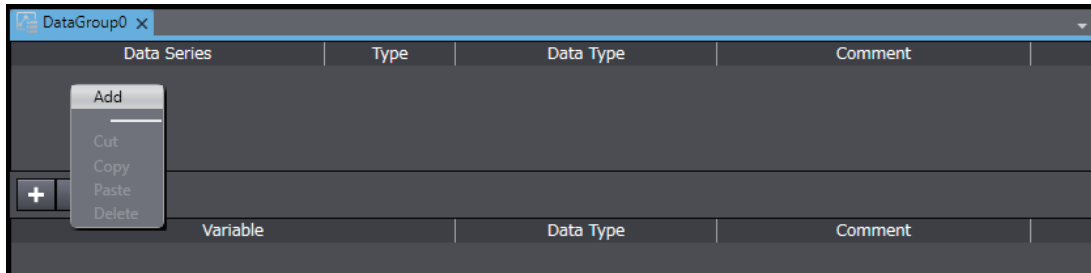 DataGroup0
Data Series Type Data Type Comment
Add
Cut
Copy
Paste
Delete
Variable Data Type Comment